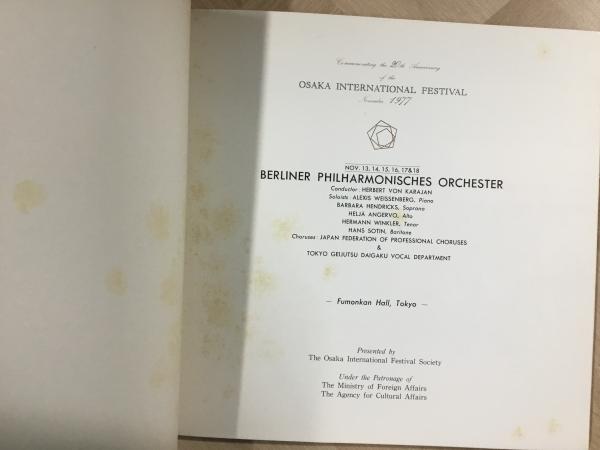 Commemorating the 20th Anniversary
of the
OSAKA INTERNATIONAL FESTIVAL
November 1977
NOV. 13, 14, 15, 16, 17&18
BERLINER PHILHARMONISCHES ORCHESTER
Conductor: HERBERT VON KARAJAN
Soloists: ALEXIS WEISSENBERG, Piano
BARBARA HENDRICKS, Soprano
HELJÄ ANGERVO, Alto
HERMANN WINKLER, Tenor
HANS SOTIN, Baritone
Choruses: JAPAN FEDERATION OF PROFESSIONAL CHORUSES
&
TOKYO GEIJUTSU DAIGAKU VOCAL DEPARTMENT
— Fumonkan Hall, Tokyo —
Presented by
The Osaka International Festival Society
Under the Patronage of
The Ministry of Foreign Affairs
The Agency for Cultural Affairs